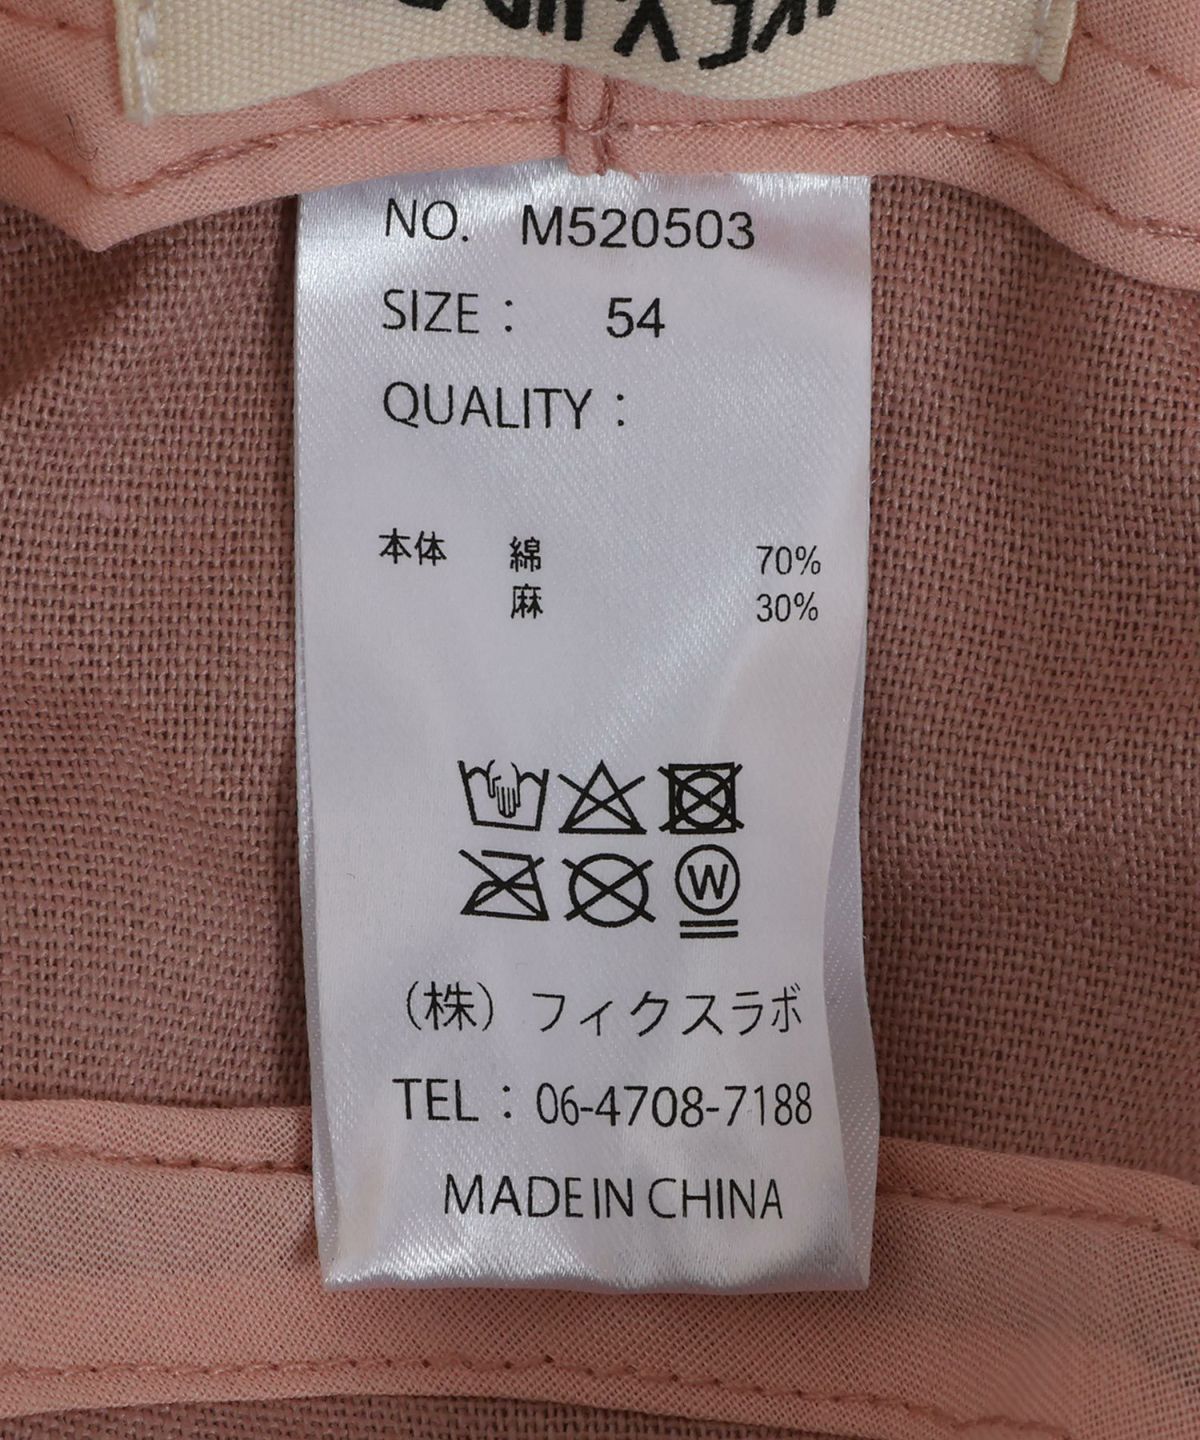 NO. M520503
SIZE : 54
QUALITY :
本体 綿 70%
麻 30%
W
(株) フィクスラボ
TEL : 06-4708-7188
MADE IN CHINA